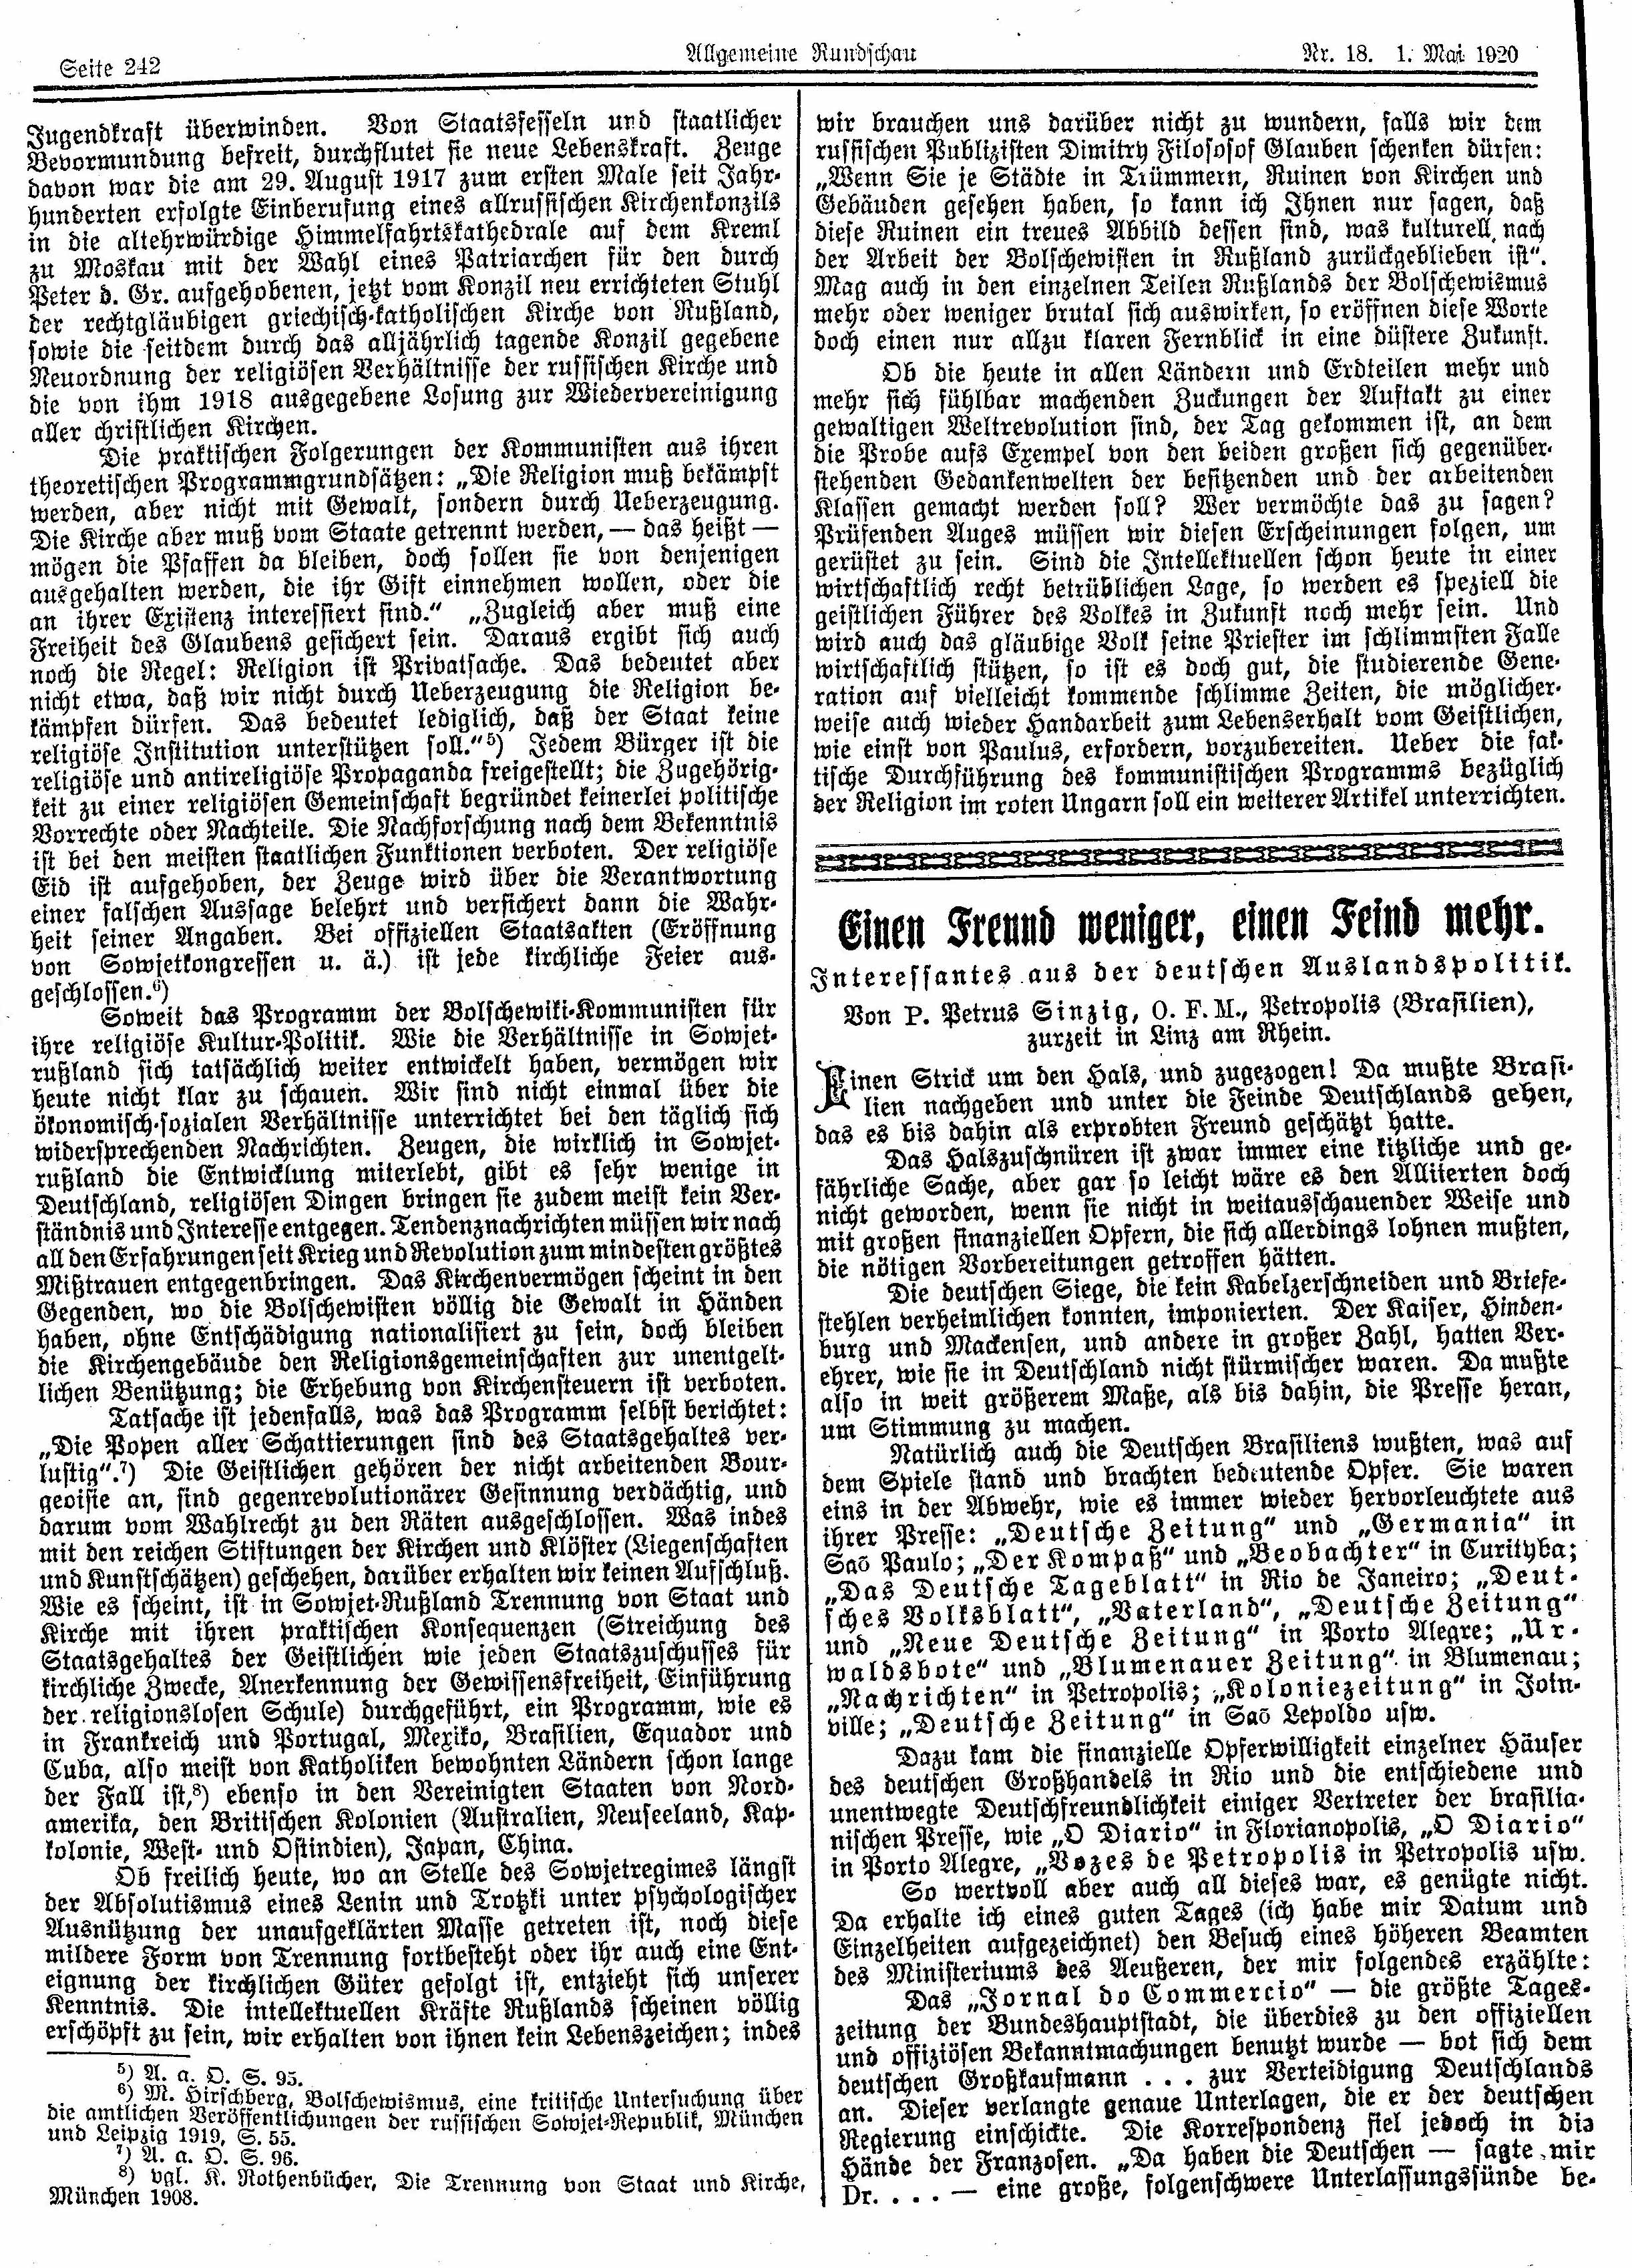 Seite 242
Allgemeine Rundschau
Nr. 18. 1. Mai 1920
Jugendkraft überwinden. Von Staatsfesseln und staatlicher
Bevormundung befreit, durchflutet sie neue Lebenskraft. Zeuge
davon war die am 29. August 1917 zum ersten Male seit Jahr-
hunderten erfolgte Einberufung eines allrussischen Kirchenkonzils
in die altehrwürdige Himmelfahrtskathedrale auf dem Kreml
zu Moskau mit der Wahl eines Patriarchen für den durch
Peter d. Gr. aufgehobenen, jetzt vom Konzil neu errichteten Stuhl
der rechtgläubigen griechisch-katholischen Kirche von Rußland,
sowie die seitdem durch das alljährlich tagende Konzil gegebene
Neuordnung der religiösen Verhältnisse der russischen Kirche und
die von ihm 1918 ausgegebene Losung zur Wiedervereinigung
aller christlichen Kirchen.
Die praktischen Folgerungen der Kommunisten aus ihren
theoretischen Programmgrundsätzen: „Die Religion muß bekämpft
werden, aber nicht mit Gewalt, sondern durch Ueberzeugung.
Die Kirche aber muß vom Staate getrennt werden, — das heißt —
mögen die Pfaffen da bleiben, doch sollen sie von denjenigen
ausgehalten werden, die ihr Gift einnehmen wollen, oder die
an ihrer Existenz interessiert sind.“ „Zugleich aber muß eine
Freiheit des Glaubens gesichert sein. Daraus ergibt sich auch
noch die Regel: Religion ist Privatsache. Das bedeutet aber
nicht etwa, daß wir nicht durch Ueberzeugung die Religion be-
kämpfen dürfen. Das bedeutet lediglich, daß der Staat keine
religiöse Institution unterstützen soll.“⁵) Jedem Bürger ist die
religiöse und antireligiöse Propaganda freigestellt; die Zugehörig-
keit zu einer religiösen Gemeinschaft begründet keinerlei politische
Vorrechte oder Nachteile. Die Nachforschung nach dem Bekenntnis
ist bei den meisten staatlichen Funktionen verboten. Der religiöse
Eid ist aufgehoben, der Zeuge wird über die Verantwortung
einer falschen Aussage belehrt und versichert dann die Wahr-
heit seiner Angaben. Bei offiziellen Staatsakten (Eröffnung
von Sowjetkongressen u. ä.) ist jede kirchliche Feier aus-
geschlossen.⁶)
Soweit das Programm der Bolschewiki-Kommunisten für
ihre religiöse Kultur-Politik. Wie die Verhältnisse in Sowjet-
rußland sich tatsächlich weiter entwickelt haben, vermögen wir
heute nicht klar zu schauen. Wir sind nicht einmal über die
ökonomisch-sozialen Verhältnisse unterrichtet bei den täglich sich
widersprechenden Nachrichten. Zeugen, die wirklich in Sowjet-
rußland die Entwicklung miterlebt, gibt es sehr wenige in
Deutschland, religiösen Dingen bringen sie zudem meist kein Ver-
ständnis und Interesse entgegen. Tendenznachrichten müssen wir nach
all den Erfahrungen seit Krieg und Revolution zum mindesten größtes
Mißtrauen entgegenbringen. Das Kirchenvermögen scheint in den
Gegenden, wo die Bolschewisten völlig die Gewalt in Händen
haben, ohne Entschädigung nationalisiert zu sein, doch bleiben
die Kirchengebäude den Religionsgemeinschaften zur unentgelt-
lichen Benützung; die Erhebung von Kirchensteuern ist verboten.
Tatsache ist jedenfalls, was das Programm selbst berichtet:
„Die Popen aller Schattierungen sind des Staatsgehaltes ver-
lustig“.⁷) Die Geistlichen gehören der nicht arbeitenden Bour-
geoisie an, sind gegenrevolutionärer Gesinnung verdächtig, und
darum vom Wahlrecht zu den Räten ausgeschlossen. Was indes
mit den reichen Stiftungen der Kirchen und Klöster (Liegenschaften
und Kunstschätzen) geschehen, darüber erhalten wir keinen Aufschluß.
Wie es scheint, ist in Sowjet-Rußland Trennung von Staat und
Kirche mit ihren praktischen Konsequenzen (Streichung des
Staatsgehaltes der Geistlichen wie jeden Staatszuschusses für
kirchliche Zwecke, Anerkennung der Gewissensfreiheit, Einführung
der religionslosen Schule) durchgeführt, ein Programm, wie es
in Frankreich und Portugal, Mexiko, Brasilien, Equador und
Cuba, also meist von Katholiken bewohnten Ländern schon lange
der Fall ist,⁸) ebenso in den Vereinigten Staaten von Nord-
amerika, den Britischen Kolonien (Australien, Neuseeland, Kap-
kolonie, West- und Ostindien), Japan, China.
Ob freilich heute, wo an Stelle des Sowjetregimes längst
der Absolutismus eines Lenin und Trotzki unter psychologischer
Ausnützung der unaufgeklärten Masse getreten ist, noch diese
mildere Form von Trennung fortbesteht oder ihr auch eine Ent-
eignung der kirchlichen Güter gefolgt ist, entzieht sich unserer
Kenntnis. Die intellektuellen Kräfte Rußlands scheinen völlig
erschöpft zu sein, wir erhalten von ihnen kein Lebenszeichen; indes
⁵) A. a. O. S. 95.
⁶) M. Hirschberg, Bolschewismus, eine kritische Untersuchung über
die amtlichen Veröffentlichungen der russischen Sowjet-Republik, München
und Leipzig 1919, S. 55.
⁷) A. a. O. S. 96.
⁸) vgl. K. Rothenbücher, Die Trennung von Staat und Kirche,
München 1908.
wir brauchen uns darüber nicht zu wundern, falls wir dem
russischen Publizisten Dimitry Filososof Glauben schenken dürfen:
„Wenn Sie je Städte in Trümmern, Ruinen von Kirchen und
Gebäuden gesehen haben, so kann ich Ihnen nur sagen, daß
diese Ruinen ein treues Abbild dessen sind, was kulturell nach
der Arbeit der Bolschewisten in Rußland zurückgeblieben ist“.
Mag auch in den einzelnen Teilen Rußlands der Bolschewismus
mehr oder weniger brutal sich auswirken, so eröffnen diese Worte
doch einen nur allzu klaren Fernblick in eine düstere Zukunft.
Ob die heute in allen Ländern und Erdteilen mehr und
mehr sich fühlbar machenden Zuckungen der Auftakt zu einer
gewaltigen Weltrevolution sind, der Tag gekommen ist, an dem
die Probe aufs Exempel von den beiden großen sich gegenüber-
stehenden Gedankenwelten der besitzenden und der arbeitenden
Klassen gemacht werden soll? Wer vermöchte das zu sagen?
Prüfenden Auges müssen wir diesen Erscheinungen folgen, um
gerüstet zu sein. Sind die Intellektuellen schon heute in einer
wirtschaftlich recht betrüblichen Lage, so werden es speziell die
geistlichen Führer des Volkes in Zukunft noch mehr sein. Und
wird auch das gläubige Volk seine Priester im schlimmsten Falle
wirtschaftlich stützen, so ist es doch gut, die studierende Gene-
ration auf vielleicht kommende schlimme Zeiten, die möglicher-
weise auch wieder Handarbeit zum Lebenserhalt vom Geistlichen,
wie einst von Paulus, erfordern, vorzubereiten. Ueber die fak-
tische Durchführung des kommunistischen Programms bezüglich
der Religion im roten Ungarn soll ein weiterer Artikel unterrichten.
Einen Freund weniger, einen Feind mehr.
Interessantes aus der deutschen Auslandspolitik.
Von P. Petrus Sinzig, O. F. M., Petropolis (Brasilien),
zurzeit in Linz am Rhein.
Einen Strick um den Hals, und zugezogen! Da mußte Brasi-
lien nachgeben und unter die Feinde Deutschlands gehen,
das es bis dahin als erprobten Freund geschätzt hatte.
Das Halszuschnüren ist zwar immer eine kitzliche und ge-
fährliche Sache, aber gar so leicht wäre es den Alliierten doch
nicht geworden, wenn sie nicht in weitausschauender Weise und
mit großen finanziellen Opfern, die sich allerdings lohnen mußten,
die nötigen Vorbereitungen getroffen hätten.
Die deutschen Siege, die kein Kabelzerschneiden und Briefe-
stehlen verheimlichen konnten, imponierten. Der Kaiser, Hinden-
burg und Mackensen, und andere in großer Zahl, hatten Ver-
ehrer, wie sie in Deutschland nicht stürmischer waren. Da mußte
also in weit größerem Maße, als bis dahin, die Presse heran,
um Stimmung zu machen.
Natürlich auch die Deutschen Brasiliens wußten, was auf
dem Spiele stand und brachten bedeutende Opfer. Sie waren
eins in der Abwehr, wie es immer wieder hervorleuchtete aus
ihrer Presse: „Deutsche Zeitung“ und „Germania“ in
Saõ Paulo; „Der Kompaß“ und „Beobachter“ in Curityba;
„Das Deutsche Tageblatt“ in Rio de Janeiro; „Deut-
sches Volksblatt“, „Vaterland“, „Deutsche Zeitung“
und „Neue Deutsche Zeitung“ in Porto Alegre; „Ur-
waldsbote“ und „Blumenauer Zeitung“ in Blumenau;
„Nachrichten“ in Petropolis; „Koloniezeitung“ in Join-
ville; „Deutsche Zeitung“ in Saõ Lepoldo usw.
Dazu kam die finanzielle Opferwilligkeit einzelner Häuser
des deutschen Großhandels in Rio und die entschiedene und
unentwegte Deutschfreundlichkeit einiger Vertreter der brasilia-
nischen Presse, wie „O Diario“ in Florianopolis, „O Diario“
in Porto Alegre, „Vozes de Petropolis in Petropolis usw.
So wertvoll aber auch all dieses war, es genügte nicht.
Da erhalte ich eines guten Tages (ich habe mir Datum und
Einzelheiten aufgezeichnet) den Besuch eines höheren Beamten
des Ministeriums des Aeußeren, der mir folgendes erzählte:
Das „Jornal do Commercio“ — die größte Tages-
zeitung der Bundeshauptstadt, die überdies zu den offiziellen
und offiziösen Bekanntmachungen benutzt wurde — bot sich dem
deutschen Großkaufmann . . . zur Verteidigung Deutschlands
an. Dieser verlangte genaue Unterlagen, die er der deutschen
Regierung einschickte. Die Korrespondenz fiel jedoch in dia
Hände der Franzosen. „Da haben die Deutschen — sagte mir
Dr. . . . — eine große, folgenschwere Unterlassungssünde be-